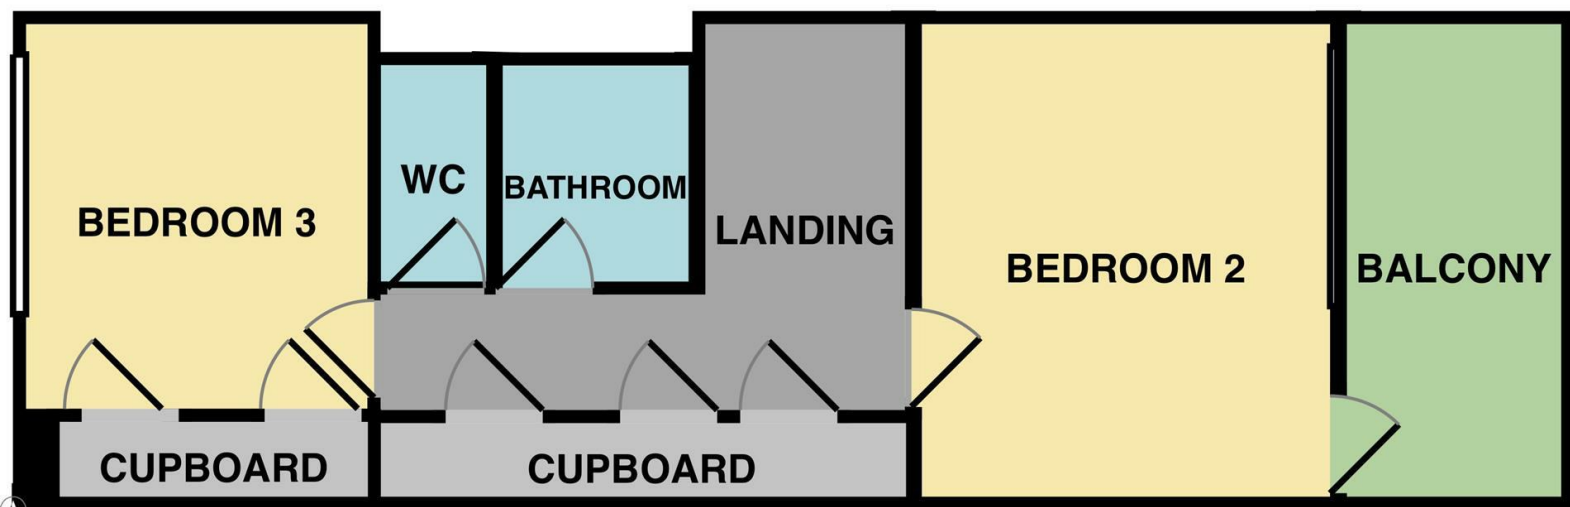 BEDROOM 3
WC
BATHROOM
LANDING
BEDROOM 2
BALCONY
CUPBOARD
CUPBOARD